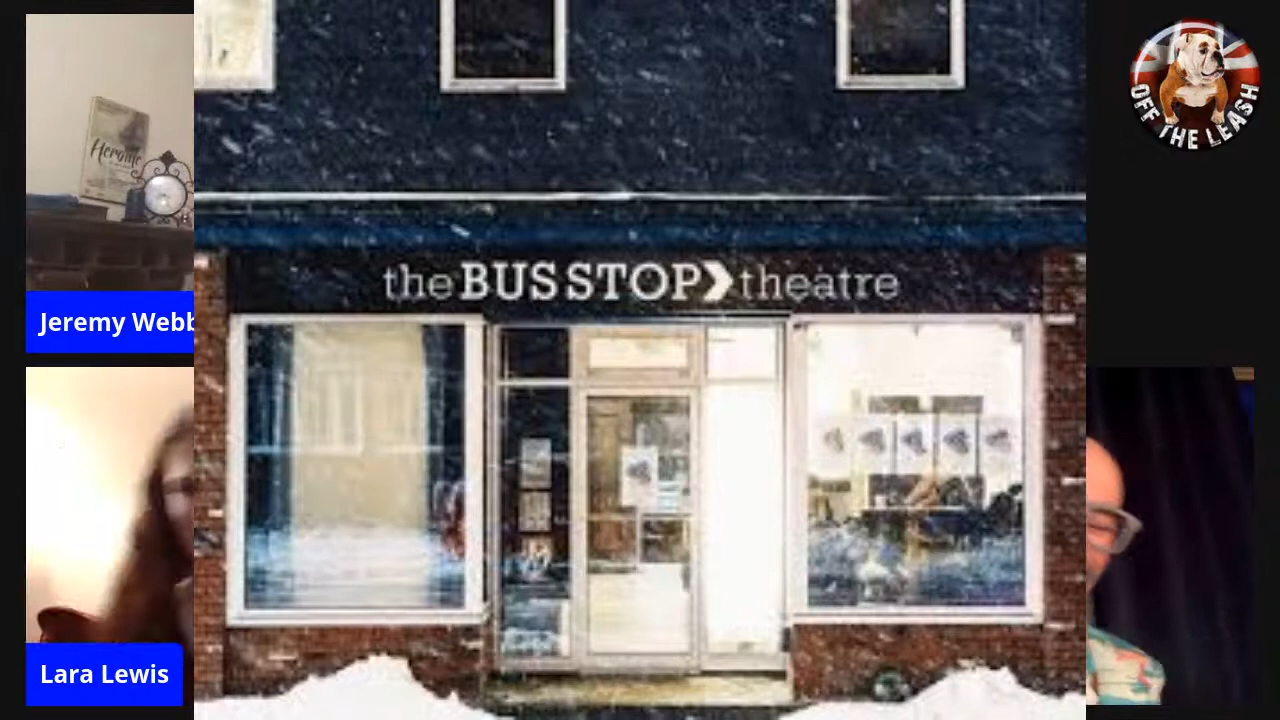 Heroine
Jeremy Webb
the BUS STOP theatre
OFF THE LEASH
Lara Lewis